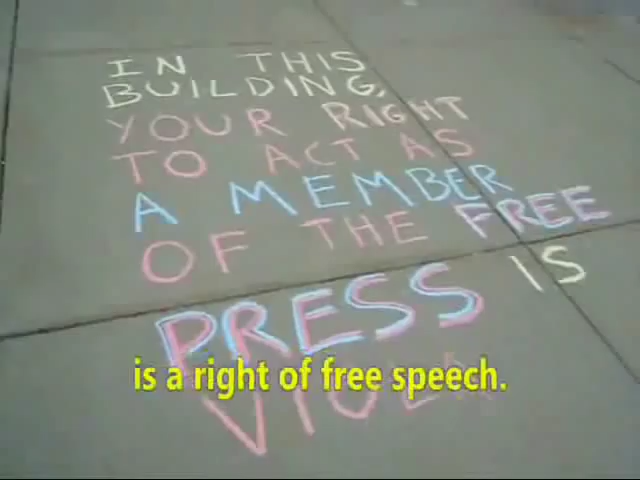 IN THIS
BUILDING,
YOUR RIGHT
TO ACT AS
A MEMBER
OF THE FREE
PRESS IS
is a right of free speech.